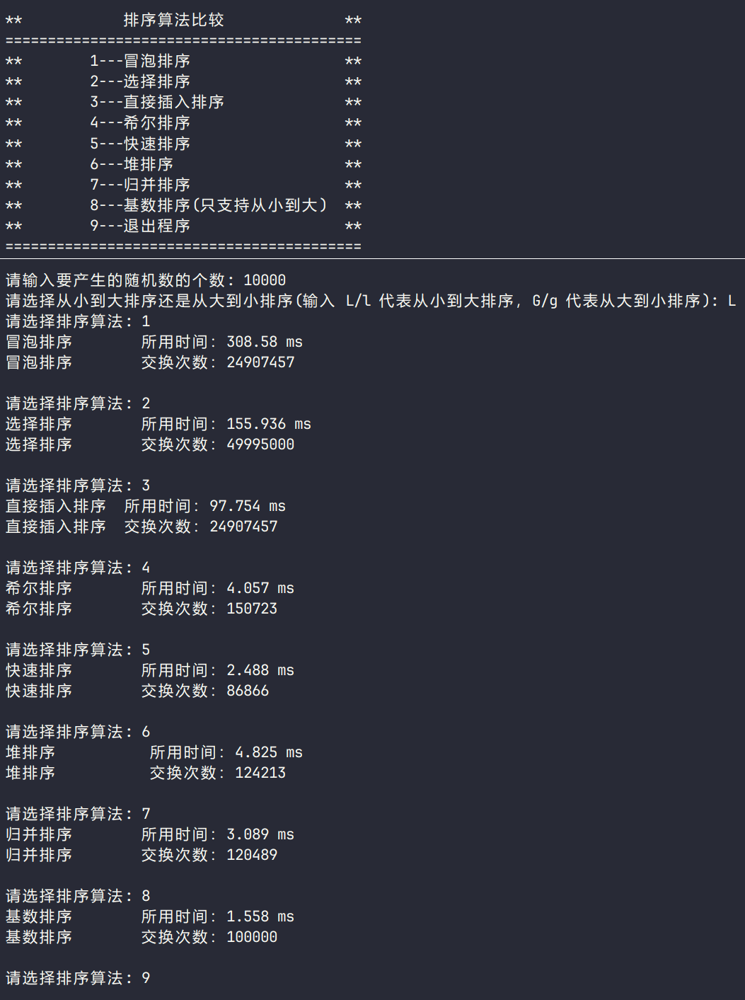 **            排序算法比较              **
==========================================
**        1---冒泡排序                  **
**        2---选择排序                  **
**        3---直接插入排序              **
**        4---希尔排序                  **
**        5---快速排序                  **
**        6---堆排序                    **
**        7---归并排序                  **
**        8---基数排序(只支持从小到大)  **
**        9---退出程序                  **
==========================================
请输入要产生的随机数的个数: 10000
请选择从小到大排序还是从大到小排序(输入 L/l 代表从小到大排序, G/g 代表从大到小排序): L
请选择排序算法: 1
冒泡排序        所用时间: 308.58 ms
冒泡排序        交换次数: 24907457
请选择排序算法: 2
选择排序        所用时间: 155.936 ms
选择排序        交换次数: 49995000
请选择排序算法: 3
直接插入排序  所用时间: 97.754 ms
直接插入排序  交换次数: 24907457
请选择排序算法: 4
希尔排序        所用时间: 4.057 ms
希尔排序        交换次数: 150723
请选择排序算法: 5
快速排序        所用时间: 2.488 ms
快速排序        交换次数: 86866
请选择排序算法: 6
堆排序           所用时间: 4.825 ms
堆排序           交换次数: 124213
请选择排序算法: 7
归并排序        所用时间: 3.089 ms
归并排序        交换次数: 120489
请选择排序算法: 8
基数排序        所用时间: 1.558 ms
基数排序        交换次数: 100000
请选择排序算法: 9